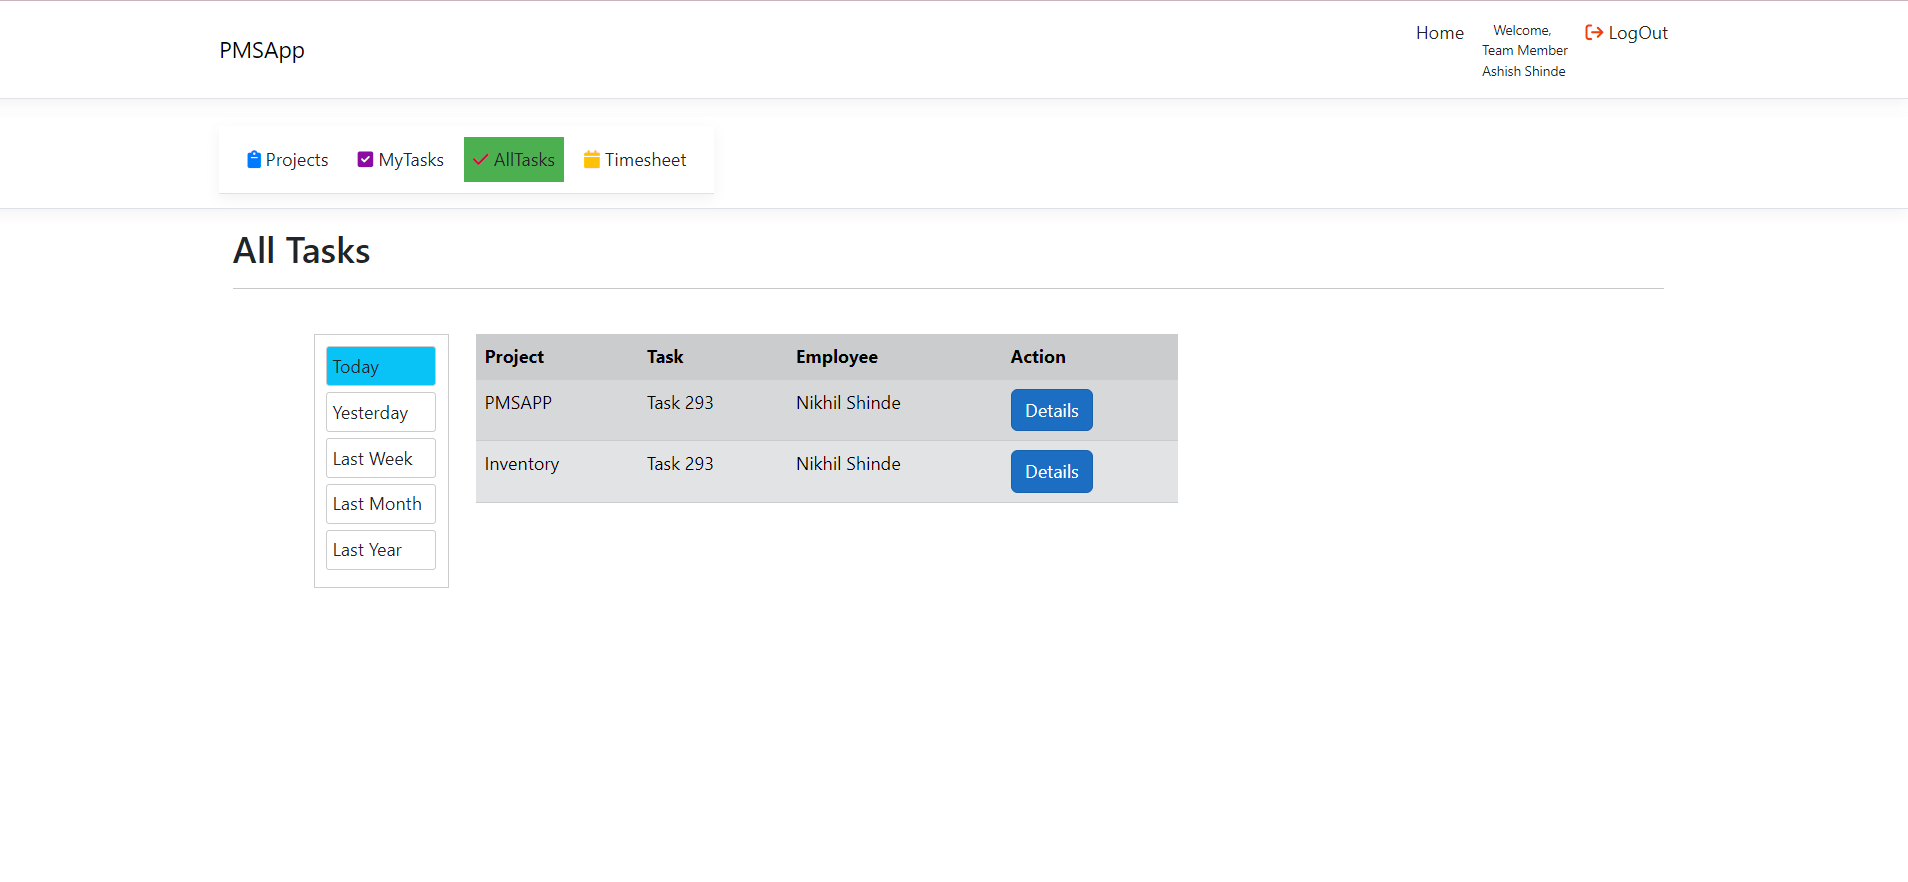 PMSApp
Home
Welcome,
Team Member
Ashish Shinde
LogOut
Projects
MyTasks
AllTasks
Timesheet
All Tasks
Today
Yesterday
Last Week
Last Month
Last Year
Project Task Employee Action
PMSAPP Task 293 Nikhil Shinde Details
Inventory Task 293 Nikhil Shinde Details